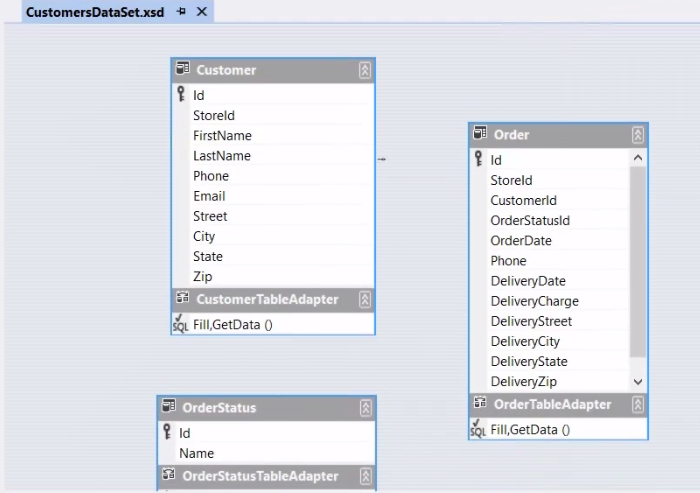 CustomersDataSet.xsd
Customer
Id
StoreId
FirstName
LastName
Phone
Email
Street
City
State
Zip
CustomerTableAdapter
SQL Fill,GetData ()
Order
Id
StoreId
CustomerId
OrderStatusId
OrderDate
Phone
DeliveryDate
DeliveryCharge
DeliveryStreet
DeliveryCity
DeliveryState
DeliveryZip
OrderTableAdapter
SQL Fill,GetData ()
OrderStatus
Id
Name
OrderStatusTableAdapter